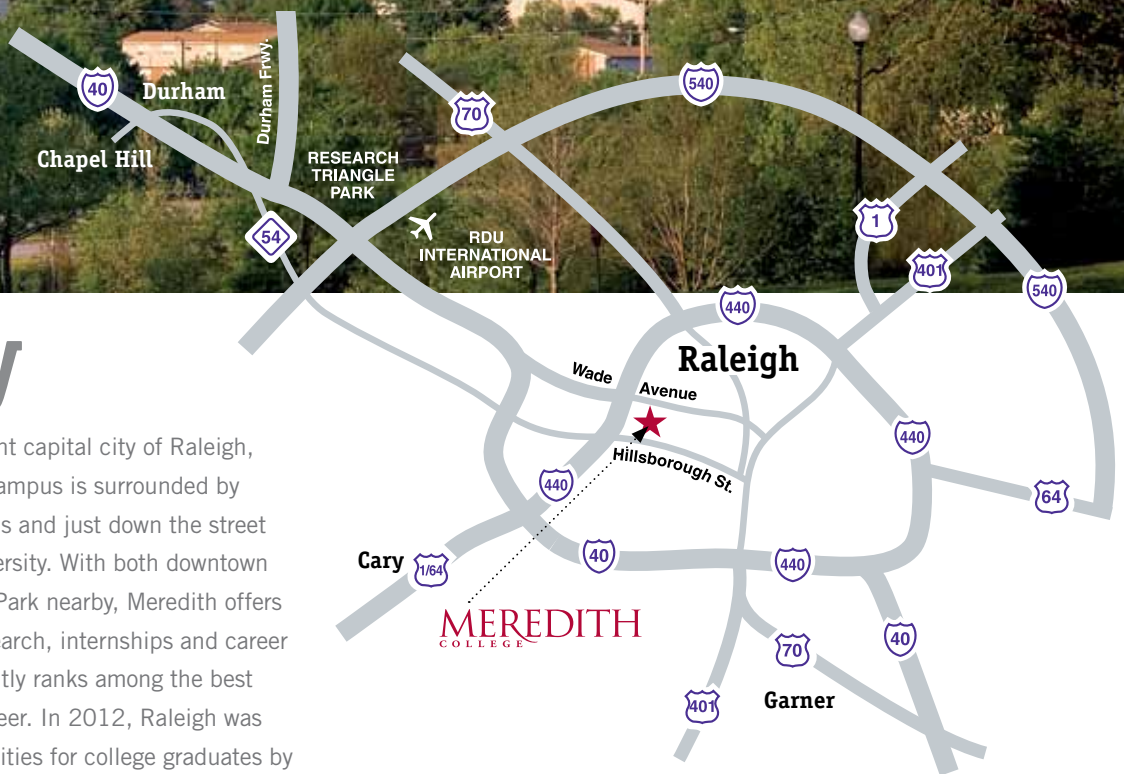 540
40
Durham
Durham Frwy.
70
Chapel Hill
RESEARCH
TRIANGLE
PARK
1
54
RDU
INTERNATIONAL
AIRPORT
401
540
440
Raleigh
Wade Avenue
Hillsborough St.
440
440
64
Cary
1/64
40
440
MEREDITH
COLLEGE
70
40
Garner
401
y
nt capital city of Raleigh,
ampus is surrounded by
s and just down the street
ersity. With both downtown
Park nearby, Meredith offers
earch, internships and career
tly ranks among the best
eer. In 2012, Raleigh was
ities for college graduates by